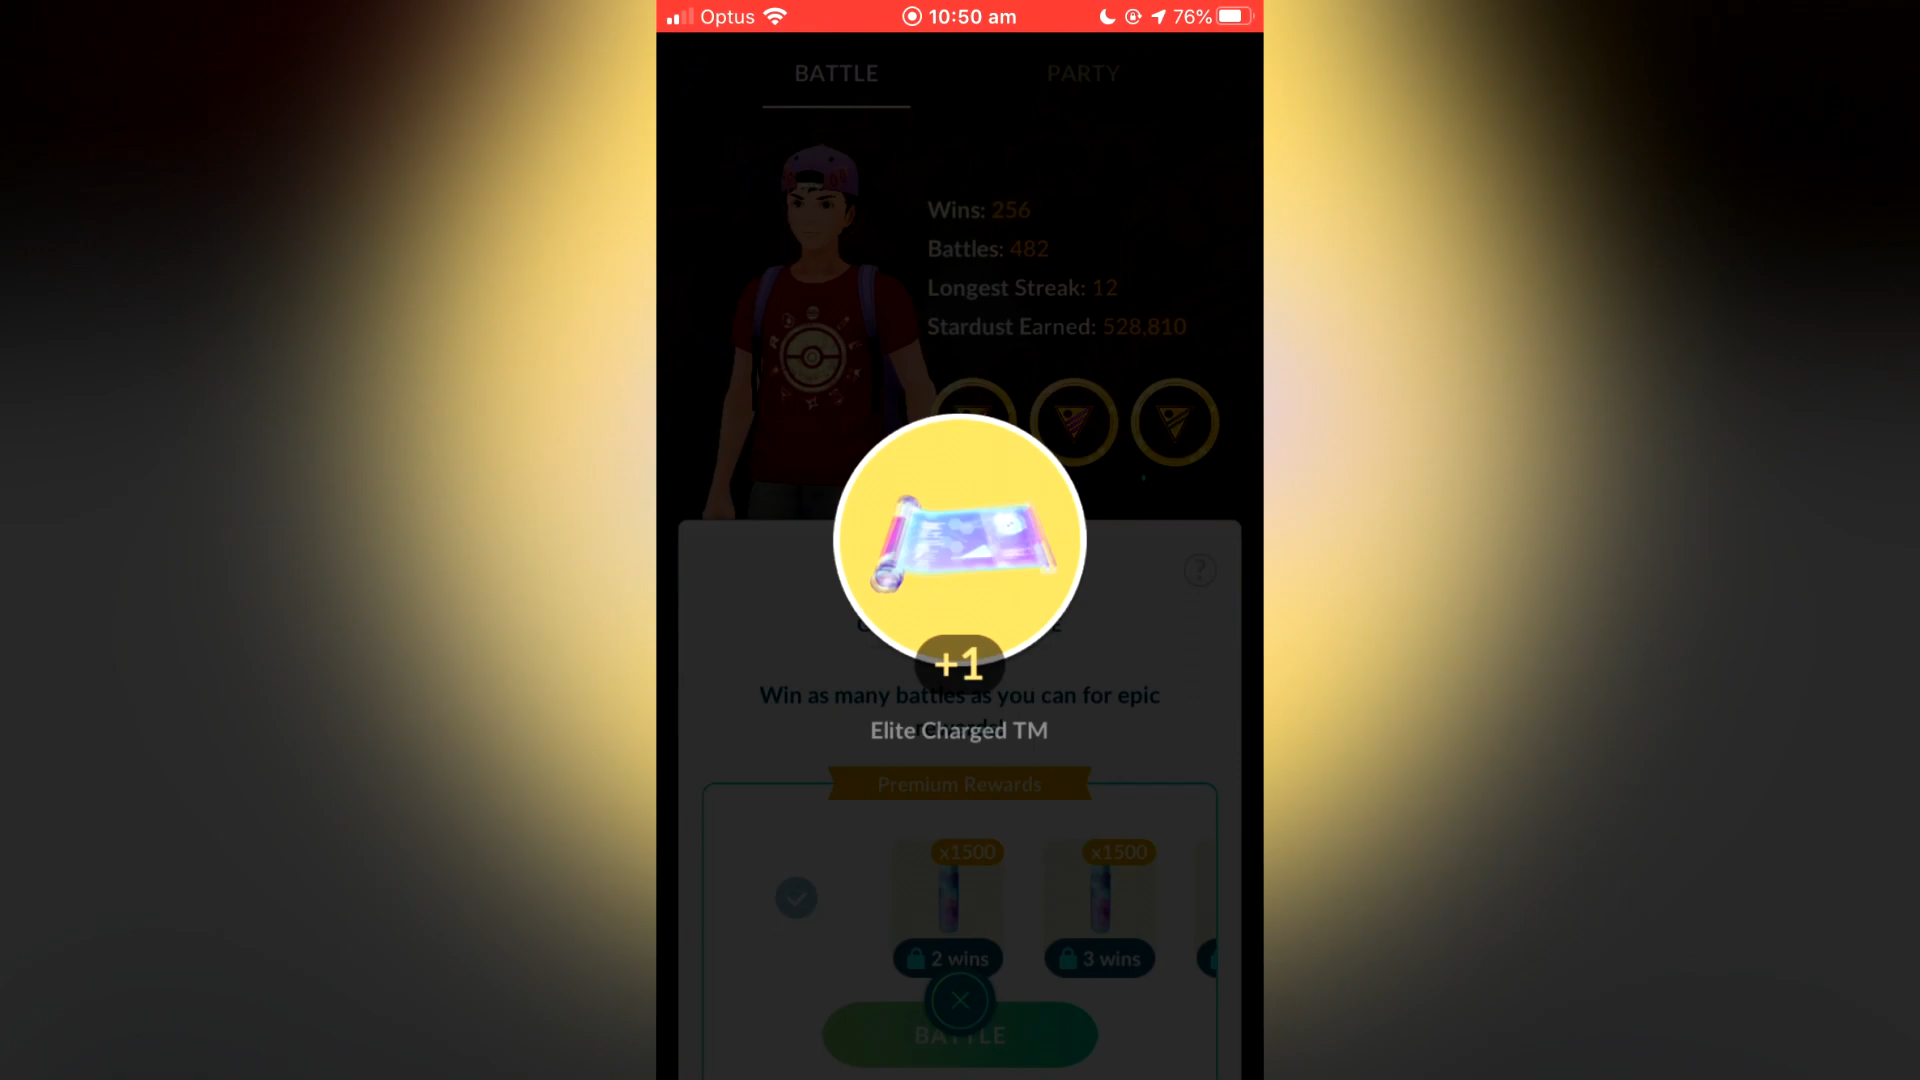 Optus 10:50 am 76%
BATTLE PARTY
Wins: 256
Battles: 482
Longest Streak: 12
Stardust Earned: 528,810
?
+1
Win as many battles as you can for epic
Elite Charged TM
Premium Rewards
x1500 x1500
2 wins 3 wins
BATTLE